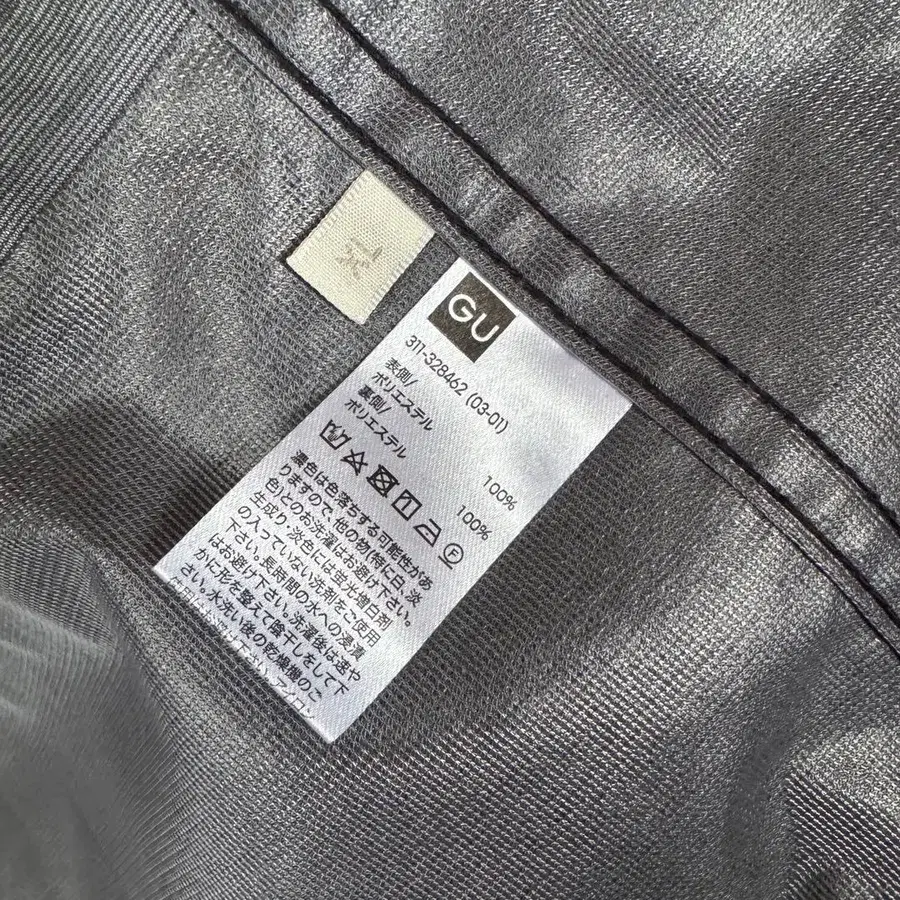 GU
311-328462 (03-01)
表側/
ポリエステル 100%
裏側/
ポリエステル 100%
濃色は色落ちする可能性があ
りますので、他の物(特に白、淡
色)とのお洗濯はお避け下さい。
生成り・淡色は蛍光増白剤
の入っていない洗剤をご使用
下さい。長時間の水への浸漬
はお避け下さい。洗濯後は速や
かに形を整えて陰干しをして下
さい。水洗い後の乾燥機のご